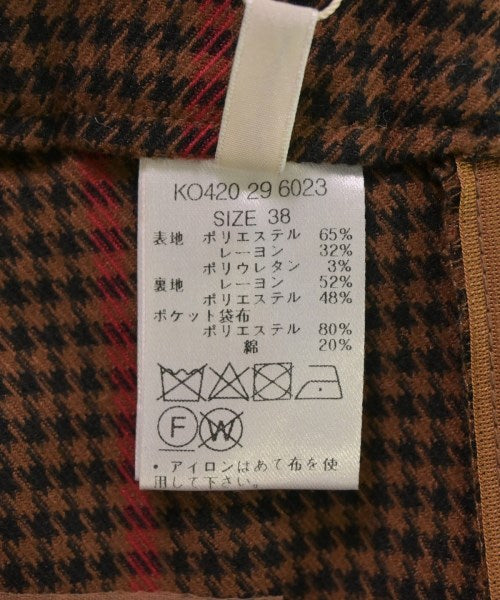 KO420 29 6023
SIZE 38
表地 ポリエステル 65%
レーヨン 32%
ポリウレタン 3%
裏地 レーヨン 52%
ポリエステル 48%
ポケット袋布
ポリエステル 80%
綿 20%
F W
・アイロンはあて布を使
用して下さい。